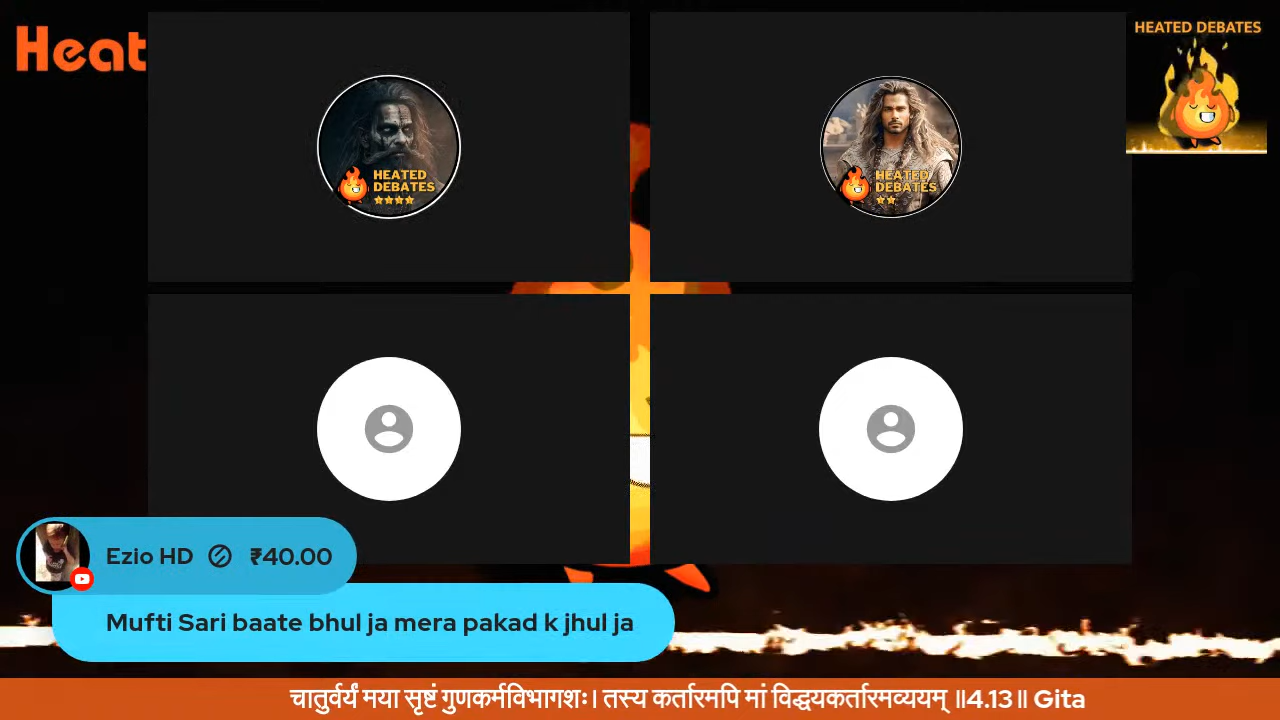 Heat
HEATED DEBATES
HEATED
DEBATES
HEATED
DEBATES
Ezio HD ₹40.00
Mufti Sari baate bhul ja mera pakad k jhul ja
चातुर्वर्यं मया सृष्टं गुणकर्मविभागशः। तस्य कर्तारमपि मां विद्धयकर्तारमव्ययम् ॥4.13॥ Gita